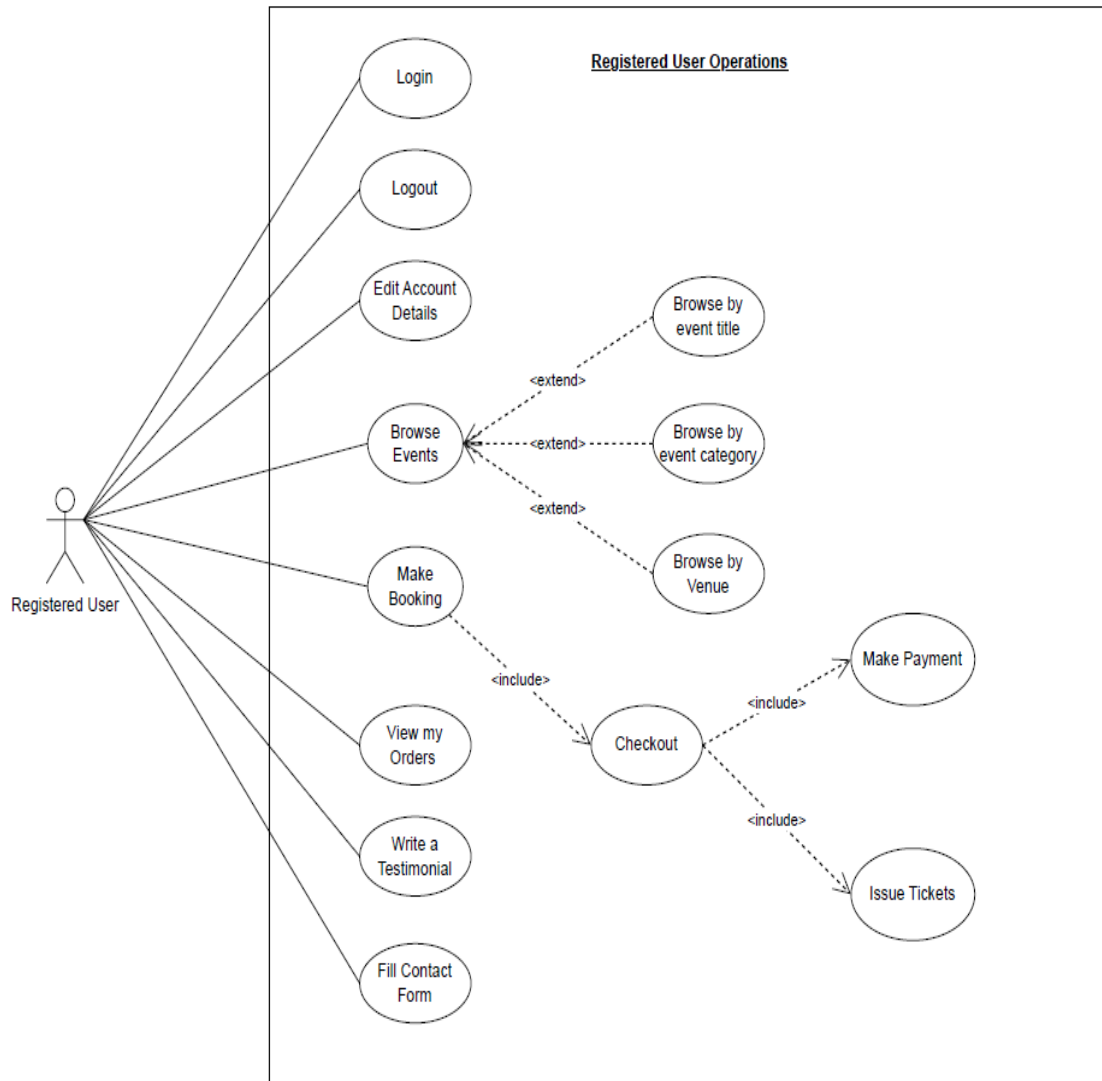 Registered User Operations
Login
Logout
Edit Account
Details
Browse by
event title
<extend>
Browse
Events
<extend>
Browse by
event category
<extend>
Browse by
Venue
Make
Booking
Registered User
<include>
Make Payment
<include>
View my
Orders
Checkout
<include>
Write a
Testimonial
Issue Tickets
Fill Contact
Form